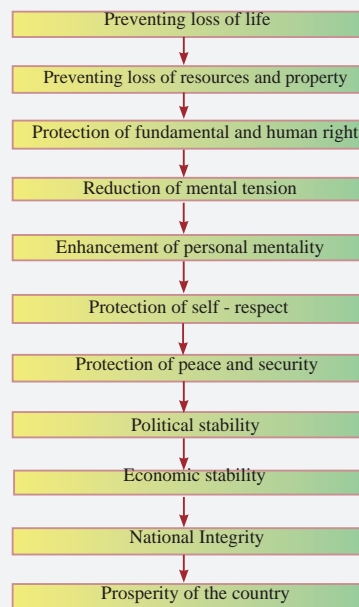 Preventing loss of life
Preventing loss of resources and property
Protection of fundamental and human right
Reduction of mental tension
Enhancement of personal mentality
Protection of self - respect
Protection of peace and security
Political stability
Economic stability
National Integrity
Prosperity of the country